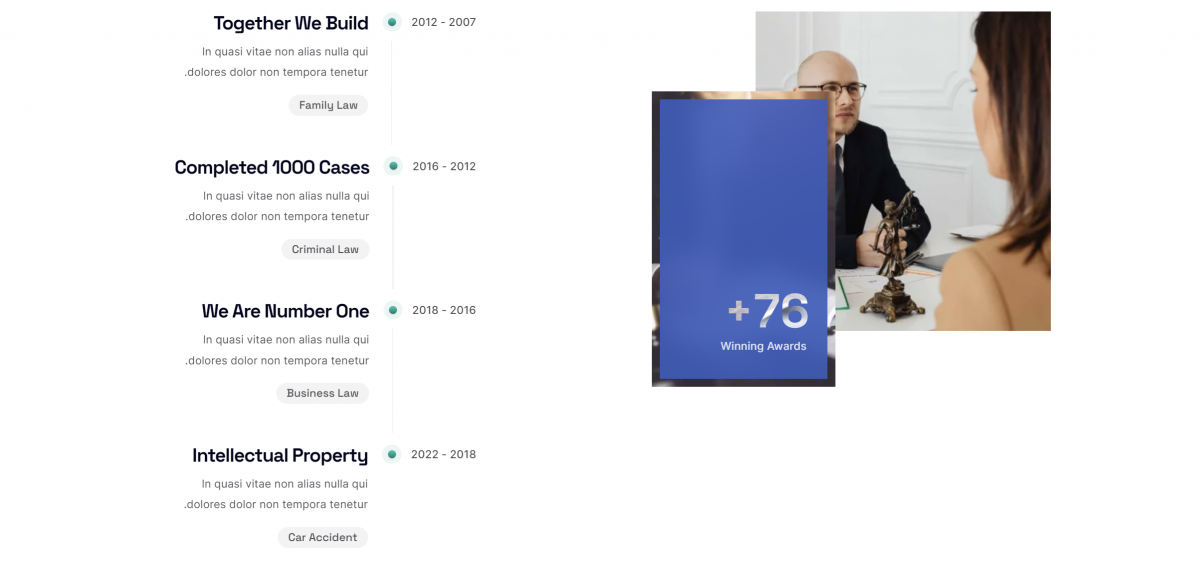 Together We Build
2012 - 2007
In quasi vitae non alias nulla qui
.dolores dolor non tempora tenetur
Family Law
Completed 1000 Cases
2016 - 2012
In quasi vitae non alias nulla qui
.dolores dolor non tempora tenetur
Criminal Law
We Are Number One
2018 - 2016
In quasi vitae non alias nulla qui
.dolores dolor non tempora tenetur
Business Law
Intellectual Property
2022 - 2018
In quasi vitae non alias nulla qui
.dolores dolor non tempora tenetur
Car Accident
+76
Winning Awards